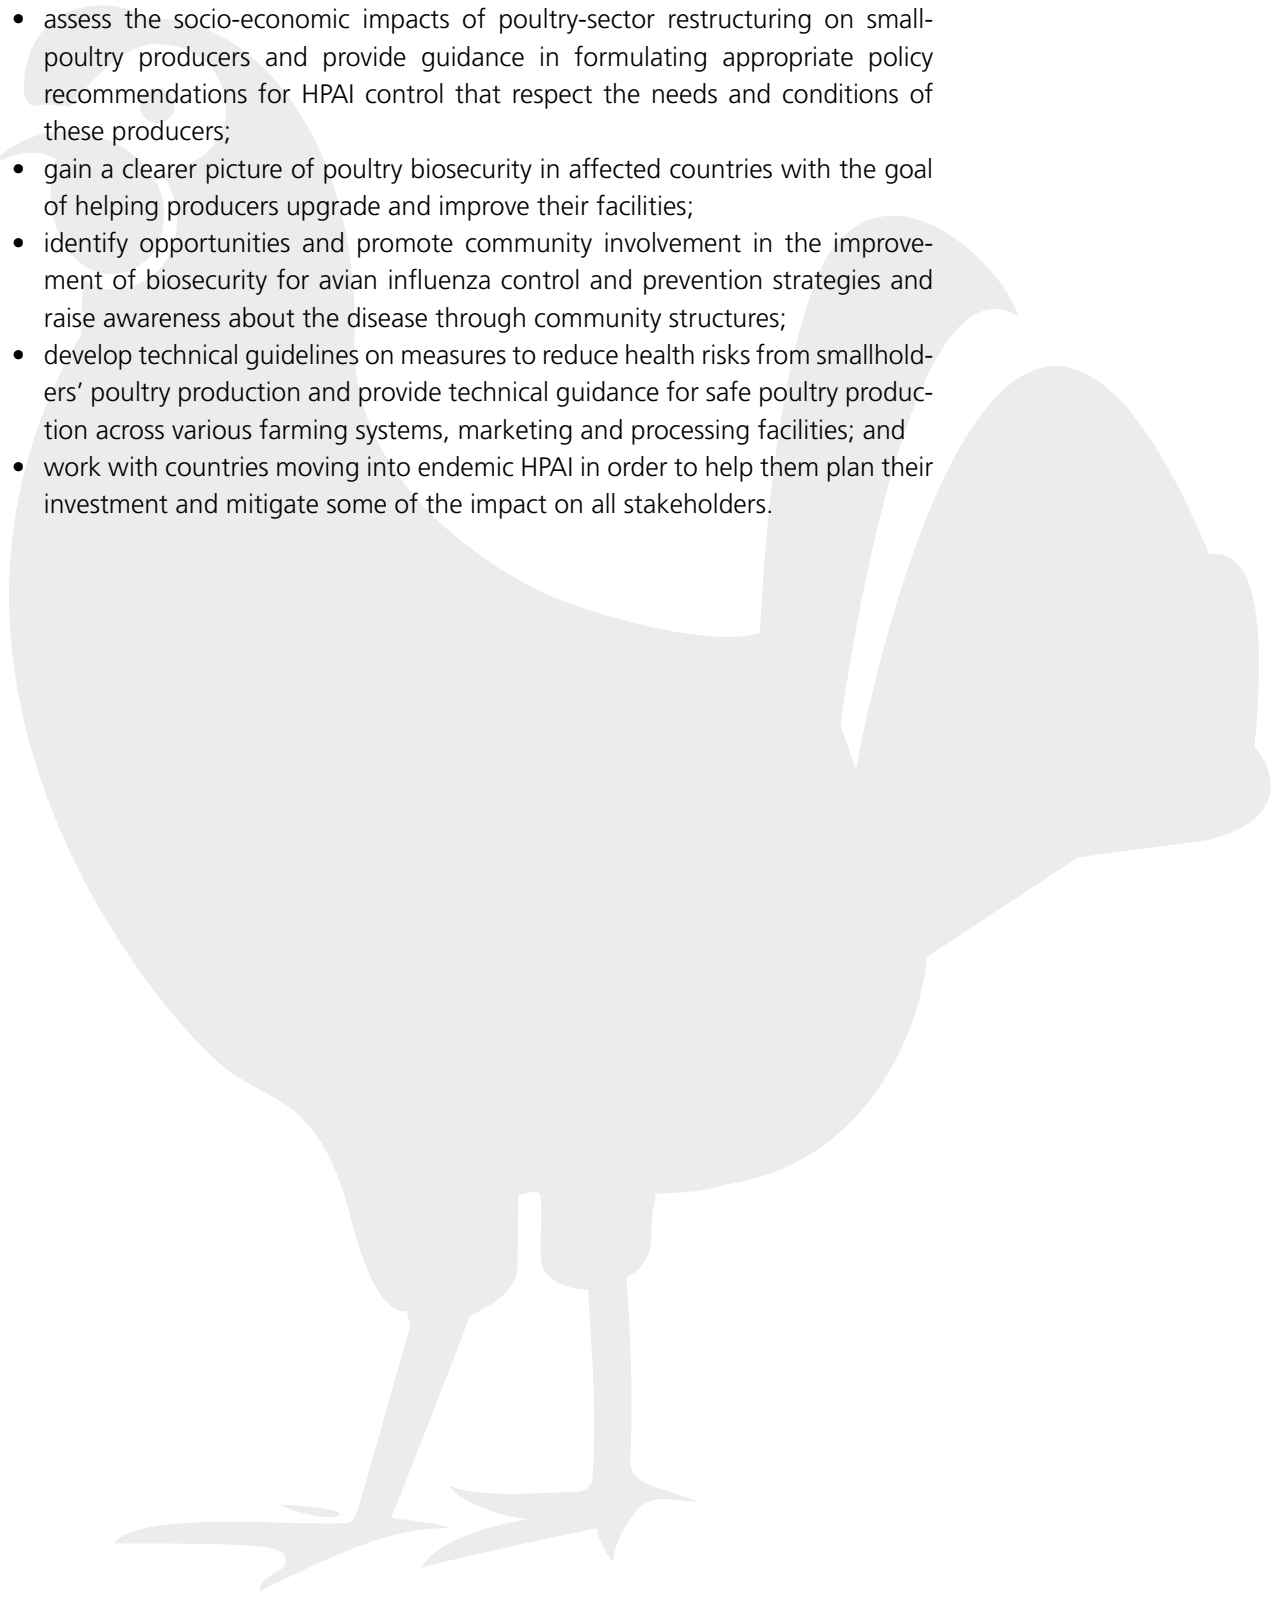 • assess the socio-economic impacts of poultry-sector restructuring on small-
poultry producers and provide guidance in formulating appropriate policy
recommendations for HPAI control that respect the needs and conditions of
these producers;
• gain a clearer picture of poultry biosecurity in affected countries with the goal
of helping producers upgrade and improve their facilities;
• identify opportunities and promote community involvement in the improve-
ment of biosecurity for avian influenza control and prevention strategies and
raise awareness about the disease through community structures;
• develop technical guidelines on measures to reduce health risks from smallhold-
ers’ poultry production and provide technical guidance for safe poultry produc-
tion across various farming systems, marketing and processing facilities; and
• work with countries moving into endemic HPAI in order to help them plan their
investment and mitigate some of the impact on all stakeholders.